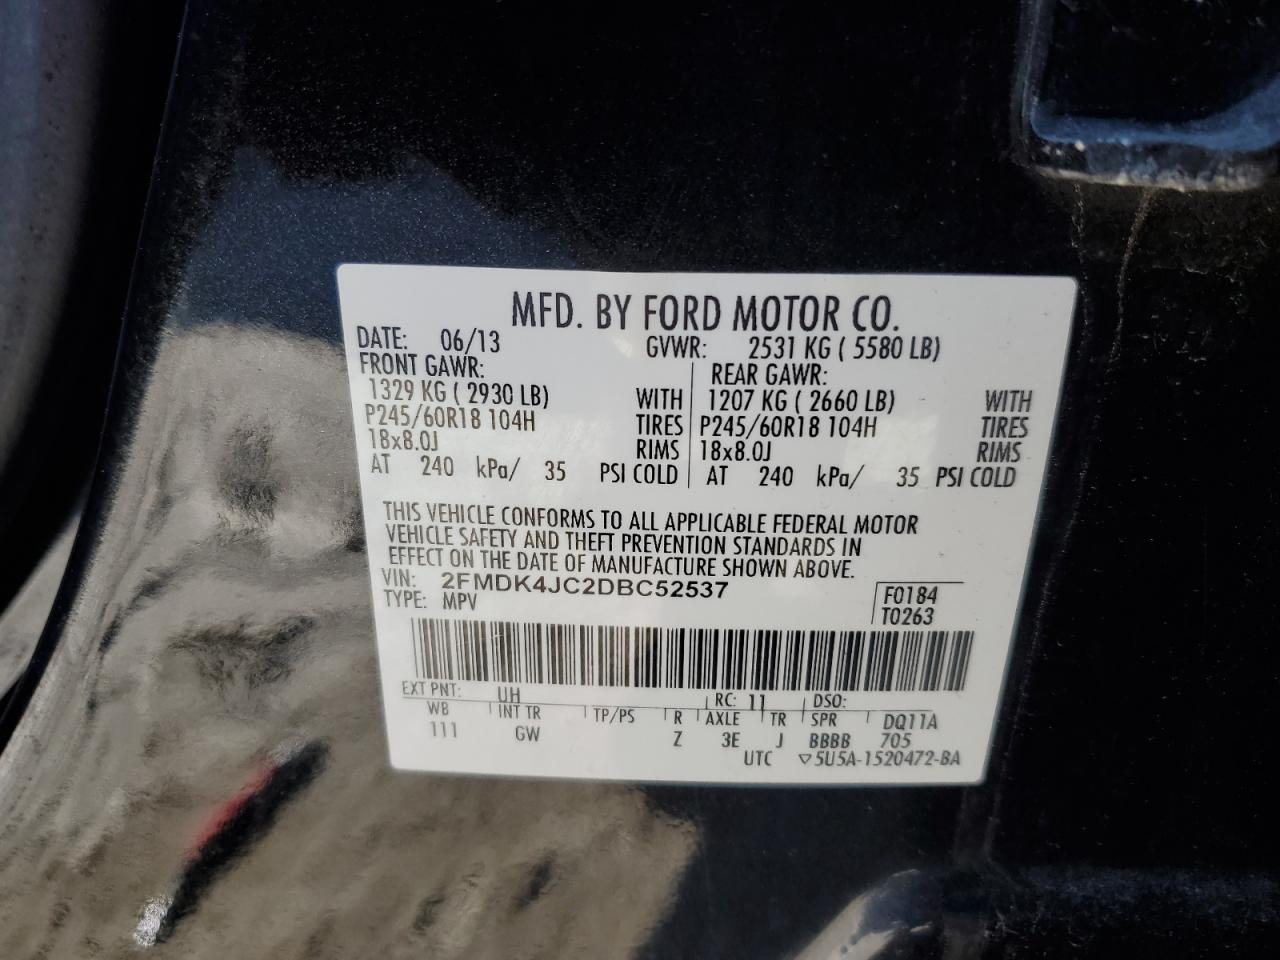 MFD. BY FORD MOTOR CO.
DATE: 06/13 GVWR: 2531 KG ( 5580 LB)
FRONT GAWR: REAR GAWR:
1329 KG ( 2930 LB) WITH 1207 KG ( 2660 LB) WITH
P245/60R18 104H TIRES P245/60R18 104H TIRES
18x8.0J RIMS 18x8.0J RIMS
AT 240 kPa/ 35 PSI COLD AT 240 kPa/ 35 PSI COLD
THIS VEHICLE CONFORMS TO ALL APPLICABLE FEDERAL MOTOR
VEHICLE SAFETY AND THEFT PREVENTION STANDARDS IN
EFFECT ON THE DATE OF MANUFACTURE SHOWN ABOVE.
VIN: 2FMDK4JC2DBC52537 F0184
TYPE: MPV T0263
EXT PNT: UH RC: 11 DSO:
WB INT TR TP/PS R AXLE TR SPR DQ11A
111 GW Z 3E J BBBB 705
UTC ▽5U5A-1520472-BA